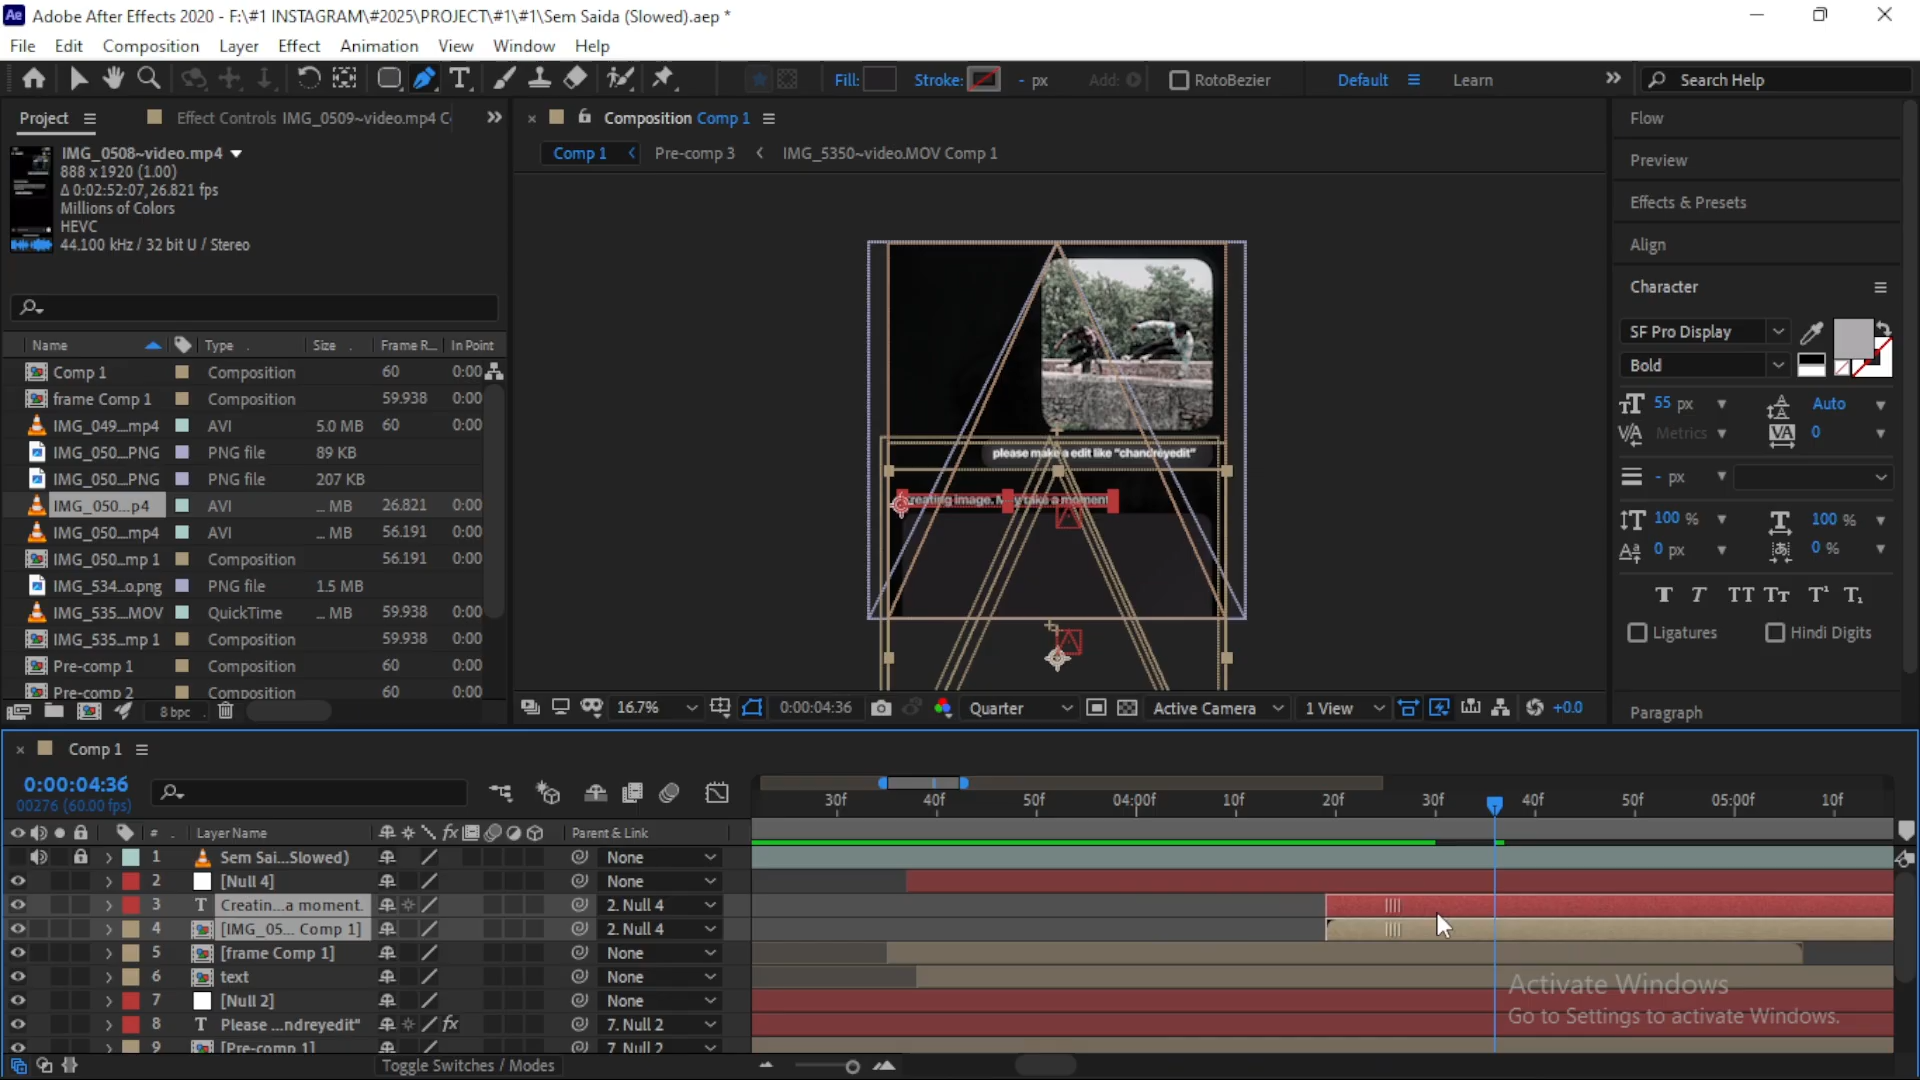 Adobe After Effects 2020 - F:\#1 INSTAGRAM\#2025\PROJECT\#1\#1\Sem Saida (Slowed).aep *
File Edit Composition Layer Effect Animation View Window Help
Fill: Stroke: - px Add: RotoBezier Default Learn Search Help
Project Effect Controls IMG_0509~video.mp4 C
Composition Comp 1
Comp 1 Pre-comp 3 IMG_5350~video.MOV Comp 1
IMG_0508~video.mp4
888 x 1920 (1.00)
Δ 0:02:52:07, 26.821 fps
Millions of Colors
HEVC
44.100 kHz / 32 bit U / Stereo
Name Type Size Frame R... In Point
Comp 1 Composition 60 0:00
frame Comp 1 Composition 59.938 0:00
IMG_049...mp4 AVI 5.0 MB 60 0:00
IMG_050....PNG PNG file 89 KB
IMG_050....PNG PNG file 207 KB
IMG_050...p4 AVI ... MB 26.821 0:00
IMG_050...mp4 AVI ... MB 56.191 0:00
IMG_050...mp 1 Composition 56.191 0:00
IMG_534...o.png PNG file 1.5 MB
IMG_535...MOV QuickTime ... MB 59.938 0:00
IMG_535...mp 1 Composition 59.938 0:00
Pre-comp 1 Composition 60 0:00
Pre-comp 2 Composition 60 0:00
8 bpc
please make a edit like "chandreyedit"
Creating image. May take a moment.
16.7% 0:00:04:36 Quarter Active Camera 1 View +0.0
Flow
Preview
Effects & Presets
Align
Character
SF Pro Display
Bold
55 px Auto
Metrics 0
- px
100 % 100 %
0 px 0 %
T T TT Tt T¹ T₁
Ligatures Hindi Digits
Paragraph
Comp 1
0:00:04:36
00276 (60.00 fps)
30f 40f 50f 04:00f 10f 20f 30f 40f 50f 05:00f 10f
# Layer Name fx Parent & Link
1 Sem Sai...Slowed) None
2 [Null 4] None
3 T Creatin...a moment. 2. Null 4
4 [IMG_05... Comp 1] 2. Null 4
5 [frame Comp 1] None
6 text None
7 [Null 2] None
8 T Please ...ndreyedit" fx 7. Null 2
9 [Pre-comp 1] 7. Null 2
Toggle Switches / Modes
Activate Windows
Go to Settings to activate Windows.